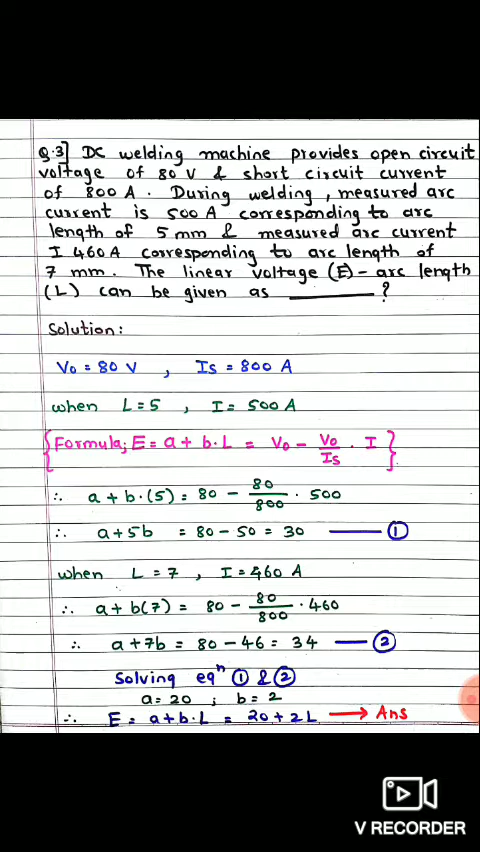 Q.3] DC welding machine provides open circuit
voltage of 80 V & short circuit current
of 800 A. During welding, measured arc
current is 500 A corresponding to arc
length of 5 mm & measured arc current
I 460 A corresponding to arc length of
7 mm. The linear voltage (E) - arc length
(L) can be given as ________ ?
Solution:
V₀ = 80 V , Is = 800 A
when L = 5 , I = 500 A
{Formula; E = a + b·L = V₀ - V₀/Is · I}
∴ a + b·(5) = 80 - 80/800 · 500
∴ a + 5b = 80 - 50 = 30 —— ①
when L = 7 , I = 460 A
∴ a + b(7) = 80 - 80/800 · 460
∴ a + 7b = 80 - 46 = 34 —— ②
Solving eqⁿ ① & ②
a = 20 ; b = 2
∴ E = a + b·L = 20 + 2L → Ans
V RECORDER